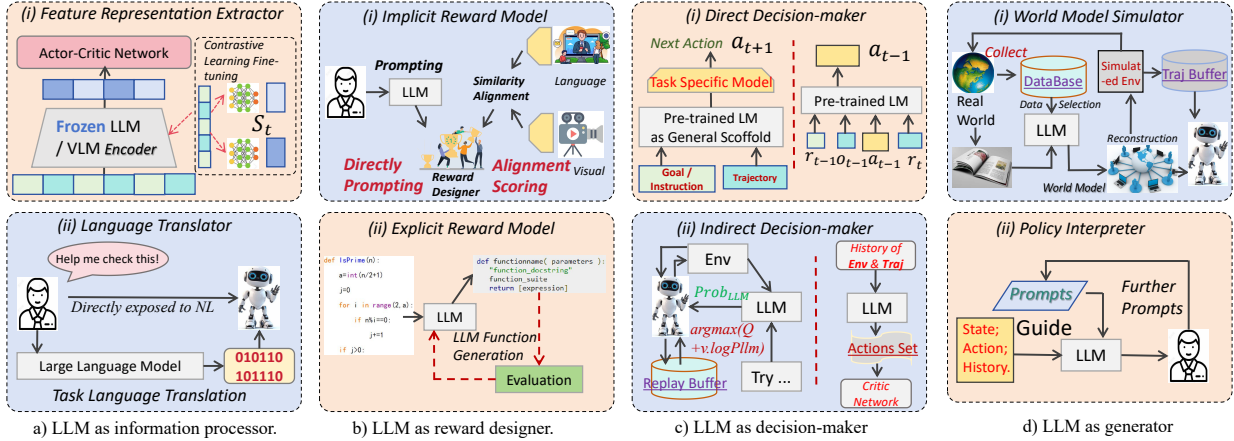 (i) Feature Representation Extractor
Actor-Critic Network
Contrastive
Learning Fine-
tuning
Frozen LLM
/ VLM Encoder
S_t
(i) Implicit Reward Model
Prompting
LLM
Similarity
Alignment
Language
Visual
Directly
Prompting
Reward
Designer
Alignment
Scoring
(i) Direct Decision-maker
Next Action a_{t+1}
Task Specific Model
Pre-trained LM
as General Scoffold
Goal /
Instruction
Trajectory
a_{t-1}
Pre-trained LM
r_{t-1} o_{t-1} a_{t-1} r_t
(i) World Model Simulator
Collect
DataBase
Simulat
-ed Env
Traj Buffer
Real
World
Data Selection
LLM
Reconstruction
World Model
(ii) Language Translator
Help me check this!
Directly exposed to NL
Large Language Model
010110
101110
Task Language Translation
(ii) Explicit Reward Model
def IsPrime(n):
a=int(n/2+1)
j=0
for i in range(2, a):
if n%i==0:
j+=1
if j>0:
def functionname( parameters ):
"function_docstring"
function_suite
return [expression]
LLM
LLM Function
Generation
Evaluation
(ii) Indirect Decision-maker
Env
Prob_{LLM}
LLM
argmax(Q
+v.logPllm)
Replay Buffer
Try ...
History of
Env & Traj
LLM
Actions Set
Critic
Network
(ii) Policy Interpreter
Prompts
Further
Prompts
State;
Action;
History.
Guide
LLM
a) LLM as information processor.
b) LLM as reward designer.
c) LLM as decision-maker
d) LLM as generator